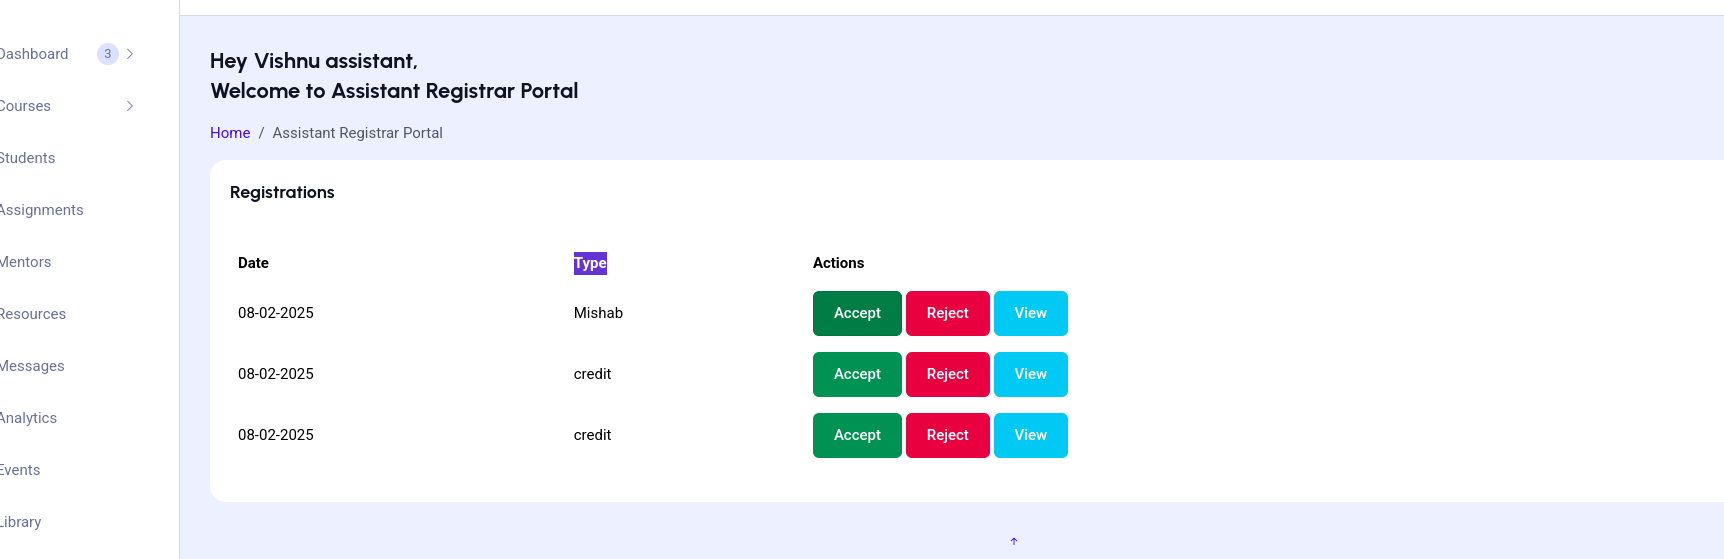 Dashboard 3
Courses
Students
Assignments
Mentors
Resources
Messages
Analytics
Events
Library
Hey Vishnu assistant,
Welcome to Assistant Registrar Portal
Home / Assistant Registrar Portal
Registrations
Date Type Actions
08-02-2025 Mishab Accept Reject View
08-02-2025 credit Accept Reject View
08-02-2025 credit Accept Reject View